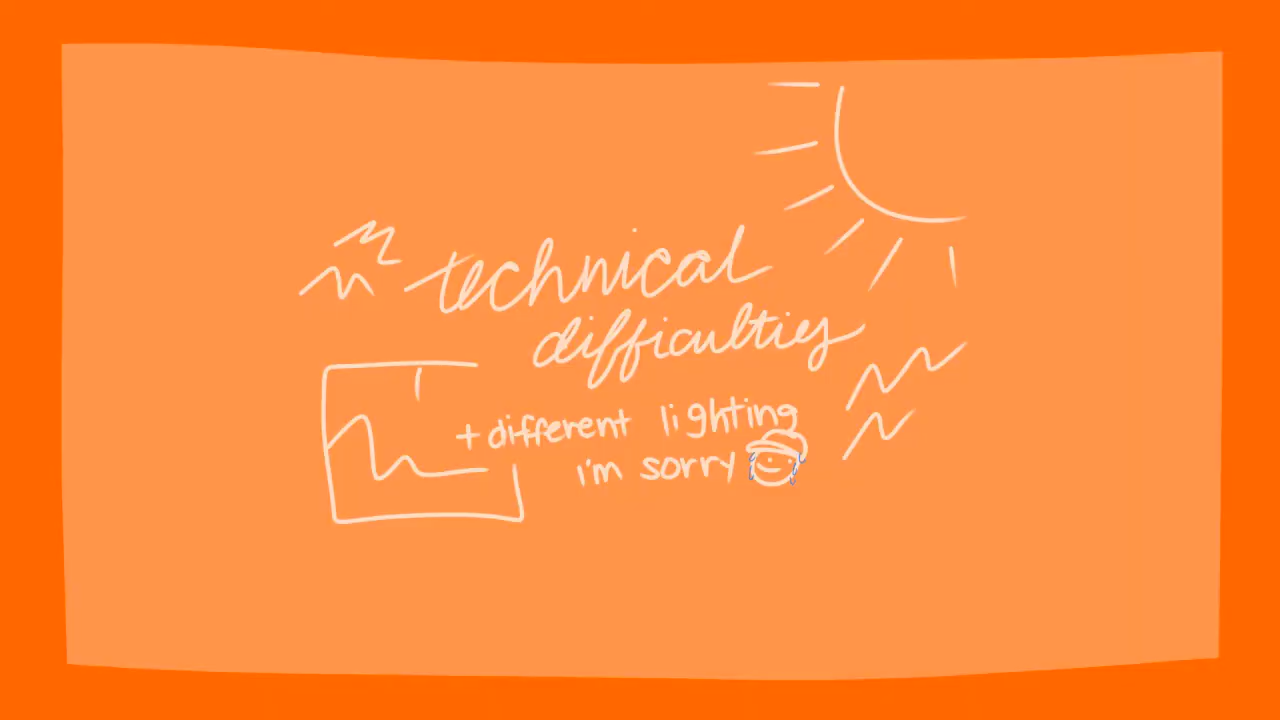 technical
difficulties
+ different lighting
i'm sorry